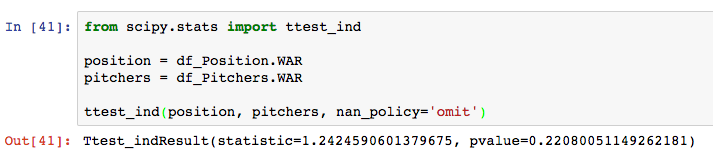 In [41]: from scipy.stats import ttest_ind
position = df_Position.WAR
pitchers = df_Pitchers.WAR
ttest_ind(position, pitchers, nan_policy='omit')
Out[41]: Ttest_indResult(statistic=1.2424590601379675, pvalue=0.22080051149262181)